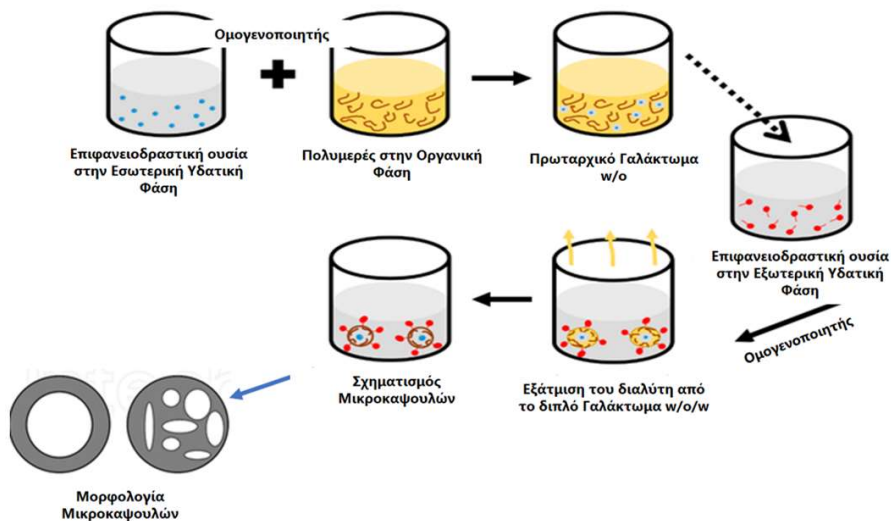 Ομογενοποιητής
Επιφανειοδραστική ουσία
στην Εσωτερική Υδατική
Φάση
Πολυμερές στην Οργανική
Φάση
Πρωταρχικό Γαλάκτωμα
w/o
Επιφανειοδραστική ουσία
στην Εξωτερική Υδατική
Φάση
Ομογενοποιητής
Εξάτμιση του διαλύτη από
το διπλό Γαλάκτωμα w/o/w
Σχηματισμός
Μικροκαψουλών
Μορφολογία
Μικροκαψουλών